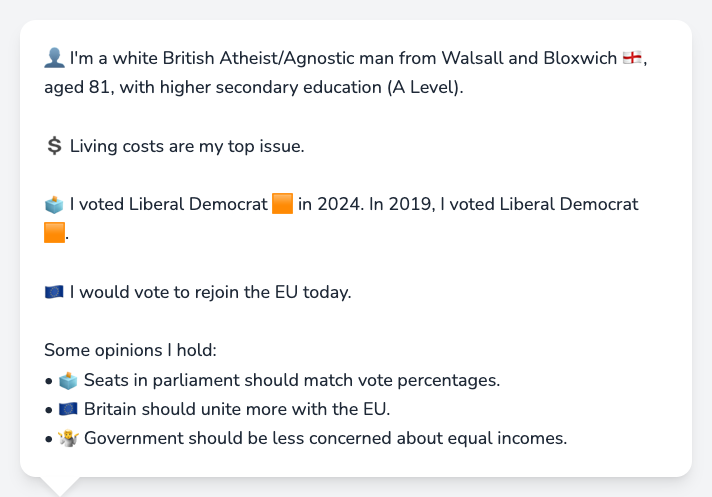 👤 I'm a white British Atheist/Agnostic man from Walsall and Bloxwich 🏴󠁧󠁢󠁥󠁮󠁧󠁿,
aged 81, with higher secondary education (A Level).
💲 Living costs are my top issue.
🗳️ I voted Liberal Democrat 🟧 in 2024. In 2019, I voted Liberal Democrat
🟧.
🇪🇺 I would vote to rejoin the EU today.
Some opinions I hold:
• 🗳️ Seats in parliament should match vote percentages.
• 🇪🇺 Britain should unite more with the EU.
• 🤷 Government should be less concerned about equal incomes.